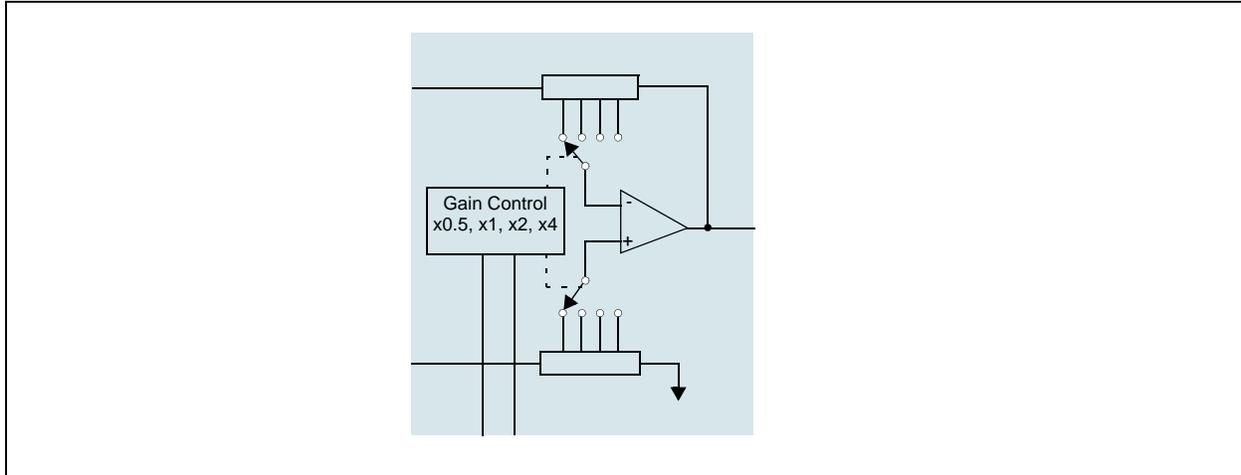 Gain Control
x0.5, x1, x2, x4
-
+